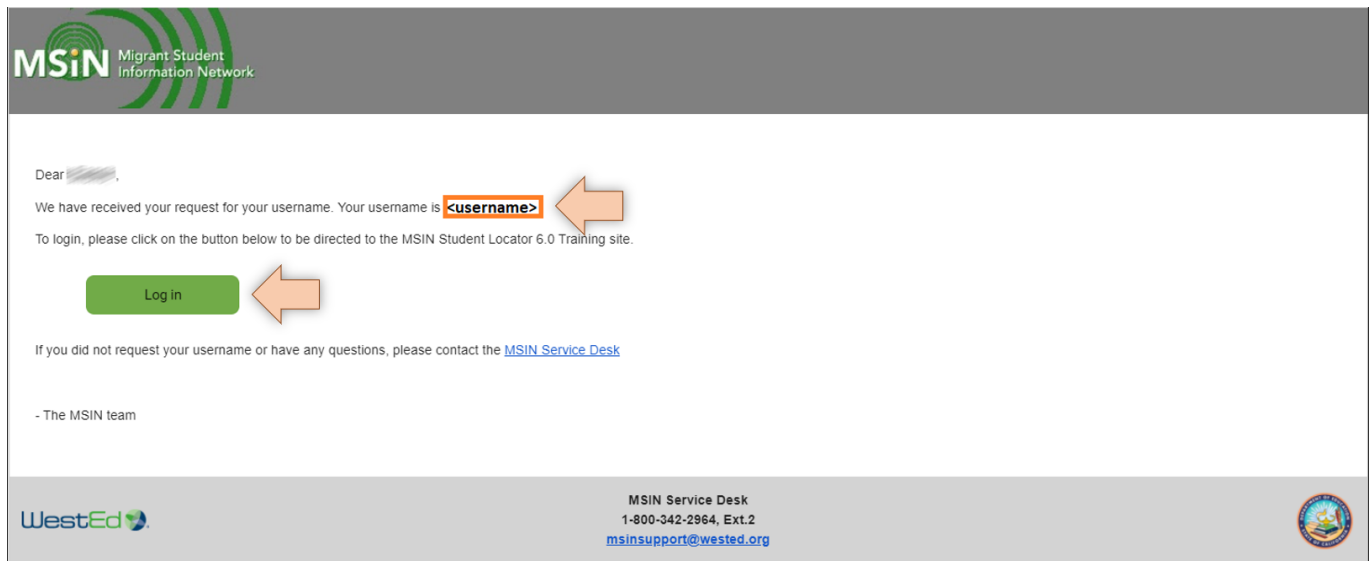 MSiN Migrant Student
Information Network
Dear ,
We have received your request for your username. Your username is <username>
To login, please click on the button below to be directed to the MSIN Student Locator 6.0 Training site.
Log in
If you did not request your username or have any questions, please contact the MSIN Service Desk
- The MSIN team
WestEd
MSIN Service Desk
1-800-342-2964, Ext.2
msinsupport@wested.org